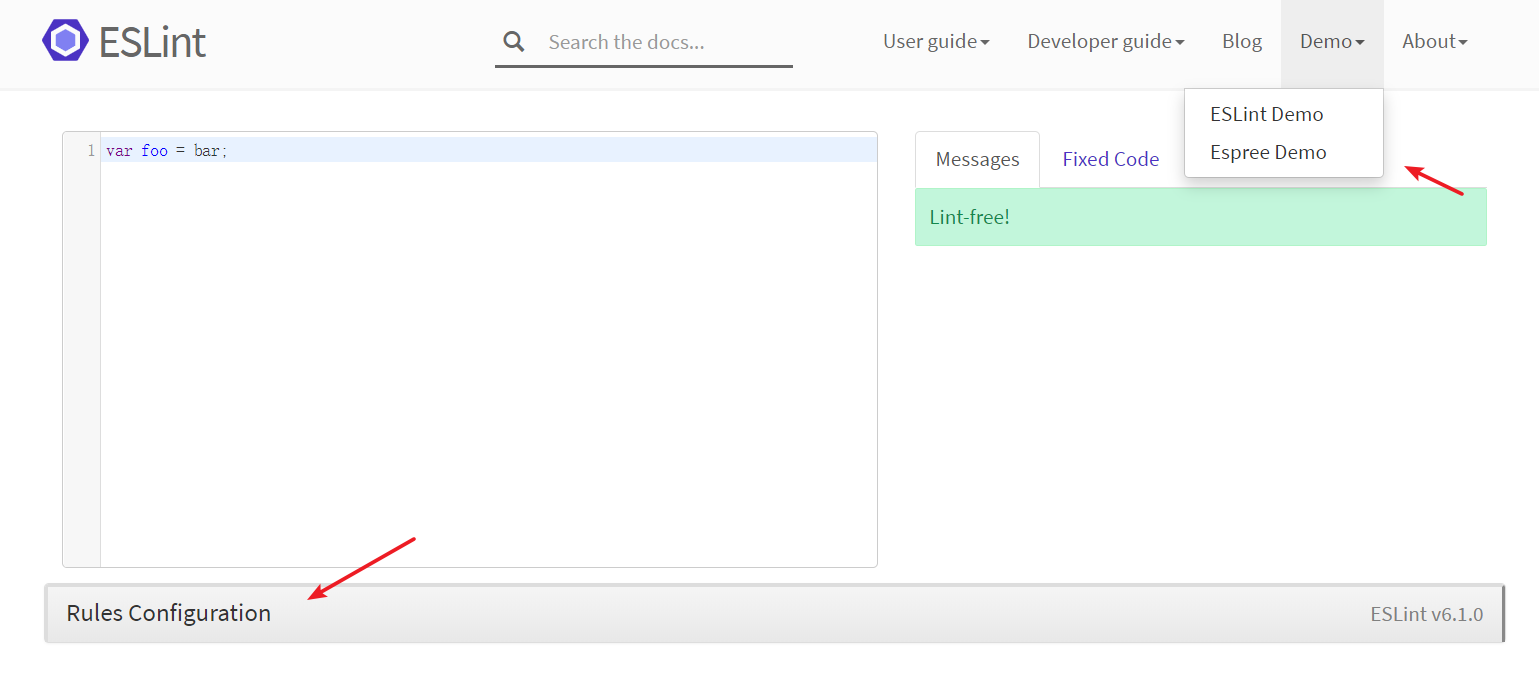 ESLint
Search the docs...
User guide
Developer guide
Blog
Demo
About
ESLint Demo
Espree Demo
1 var foo = bar;
Messages
Fixed Code
Lint-free!
Rules Configuration
ESLint v6.1.0